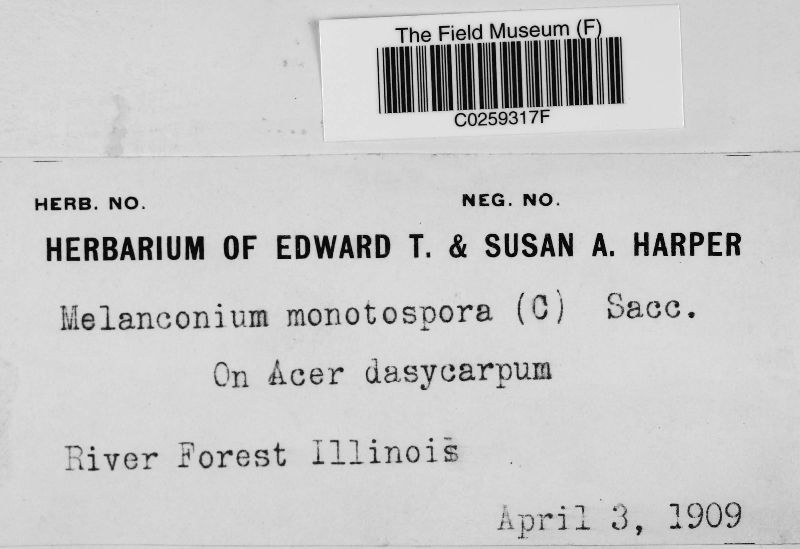 The Field Museum (F)
C0259317F
HERB. NO. NEG. NO.
HERBARIUM OF EDWARD T. & SUSAN A. HARPER
Melanconium monotospora (C) Sacc.
On Acer dasycarpum
River Forest Illinois
April 3, 1909